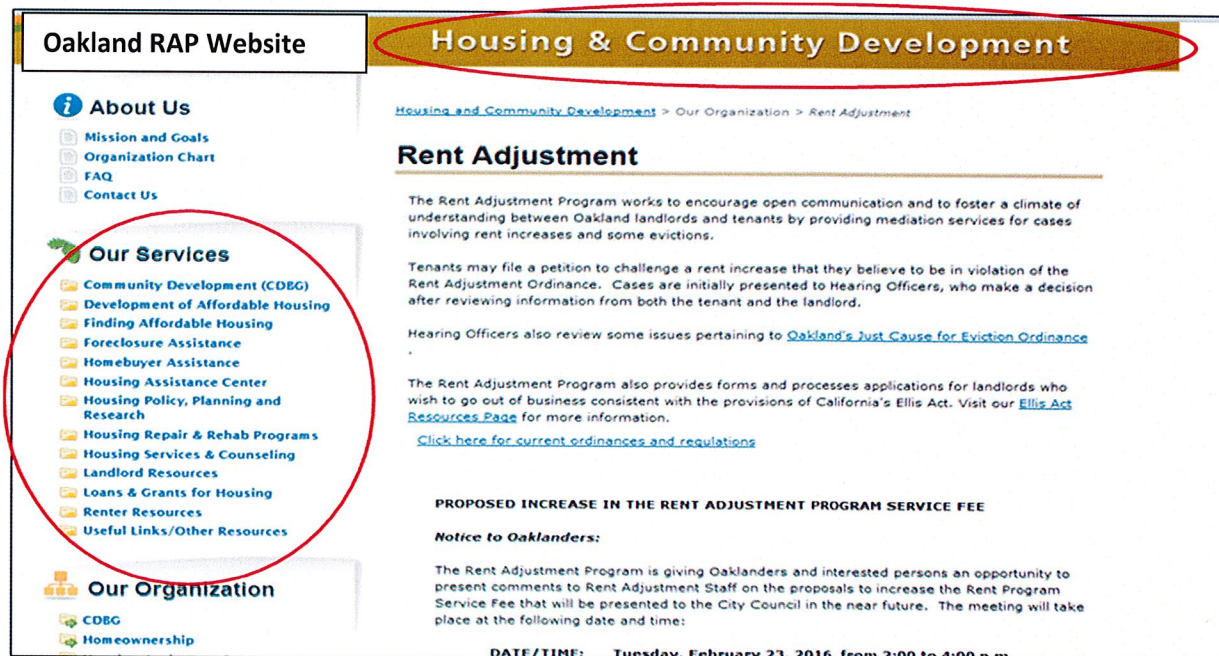 Oakland RAP Website
Housing & Community Development
About Us
Mission and Goals
Organization Chart
FAQ
Contact Us
Our Services
Community Development (CDBG)
Development of Affordable Housing
Finding Affordable Housing
Foreclosure Assistance
Homebuyer Assistance
Housing Assistance Center
Housing Policy, Planning and
Research
Housing Repair & Rehab Programs
Housing Services & Counseling
Landlord Resources
Loans & Grants for Housing
Renter Resources
Useful Links/Other Resources
Our Organization
CDBG
Homeownership
Housing and Community Development > Our Organization > Rent Adjustment
Rent Adjustment
The Rent Adjustment Program works to encourage open communication and to foster a climate of
understanding between Oakland landlords and tenants by providing mediation services for cases
involving rent increases and some evictions.
Tenants may file a petition to challenge a rent increase that they believe to be in violation of the
Rent Adjustment Ordinance. Cases are initially presented to Hearing Officers, who make a decision
after reviewing information from both the tenant and the landlord.
Hearing Officers also review some issues pertaining to Oakland's Just Cause for Eviction Ordinance
.
The Rent Adjustment Program also provides forms and processes applications for landlords who
wish to go out of business consistent with the provisions of California's Ellis Act. Visit our Ellis Act
Resources Page for more information.
Click here for current ordinances and regulations
PROPOSED INCREASE IN THE RENT ADJUSTMENT PROGRAM SERVICE FEE
Notice to Oaklanders:
The Rent Adjustment Program is giving Oaklanders and interested persons an opportunity to
present comments to Rent Adjustment Staff on the proposals to increase the Rent Program
Service Fee that will be presented to the City Council in the near future. The meeting will take
place at the following date and time:
DATE/TIME: Tuesday, February 23, 2016, from 2:00 to 4:00 p.m.